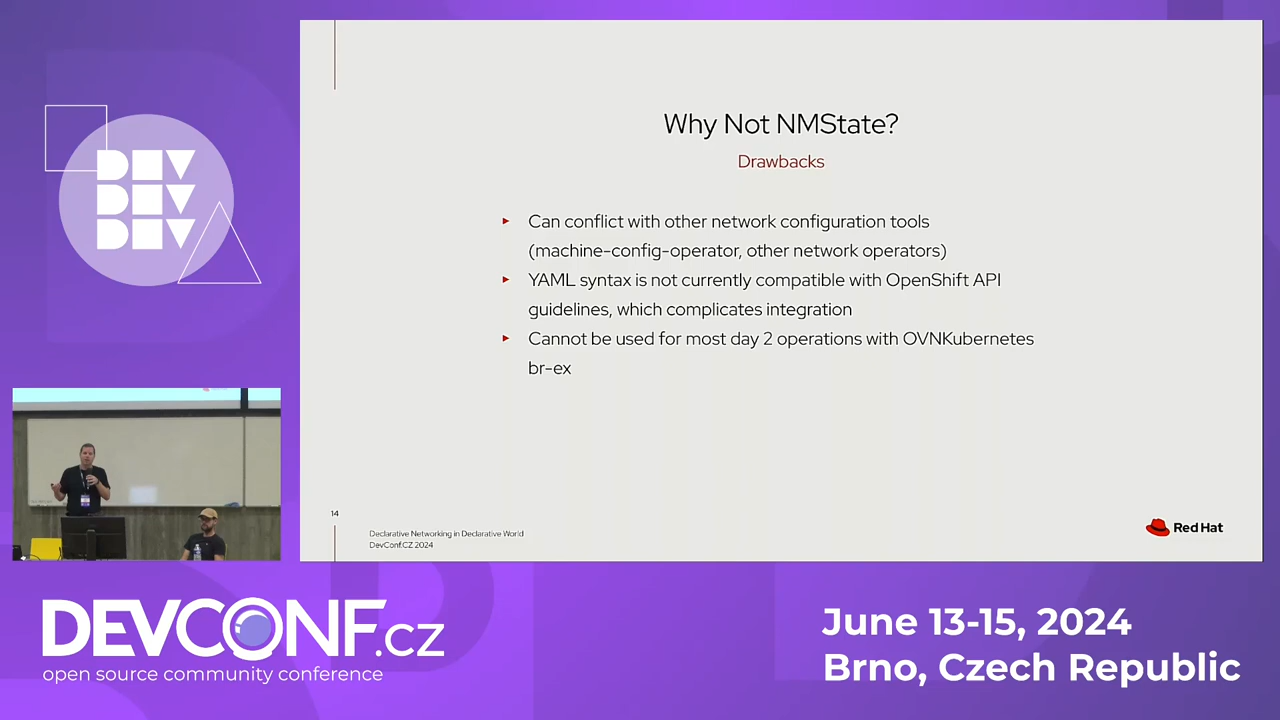 DEV
DEV
DEV
Why Not NMState?
Drawbacks
Can conflict with other network configuration tools
(machine-config-operator, other network operators)
YAML syntax is not currently compatible with OpenShift API
guidelines, which complicates integration
Cannot be used for most day 2 operations with OVNKubernetes
br-ex
14
Declarative Networking in Declarative World
DevConf.CZ 2024
Red Hat
DEVCONF.cz
open source community conference
June 13-15, 2024
Brno, Czech Republic